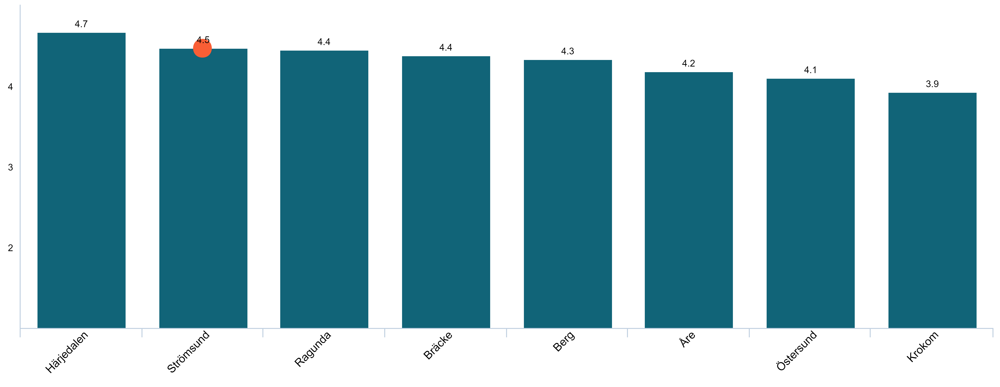 4.7
4.5
4.4
4.4
4.3
4.2
4.1
3.9
4
3
2
Härjedalen
Strömsund
Ragunda
Bräcke
Berg
Åre
Östersund
Krokom